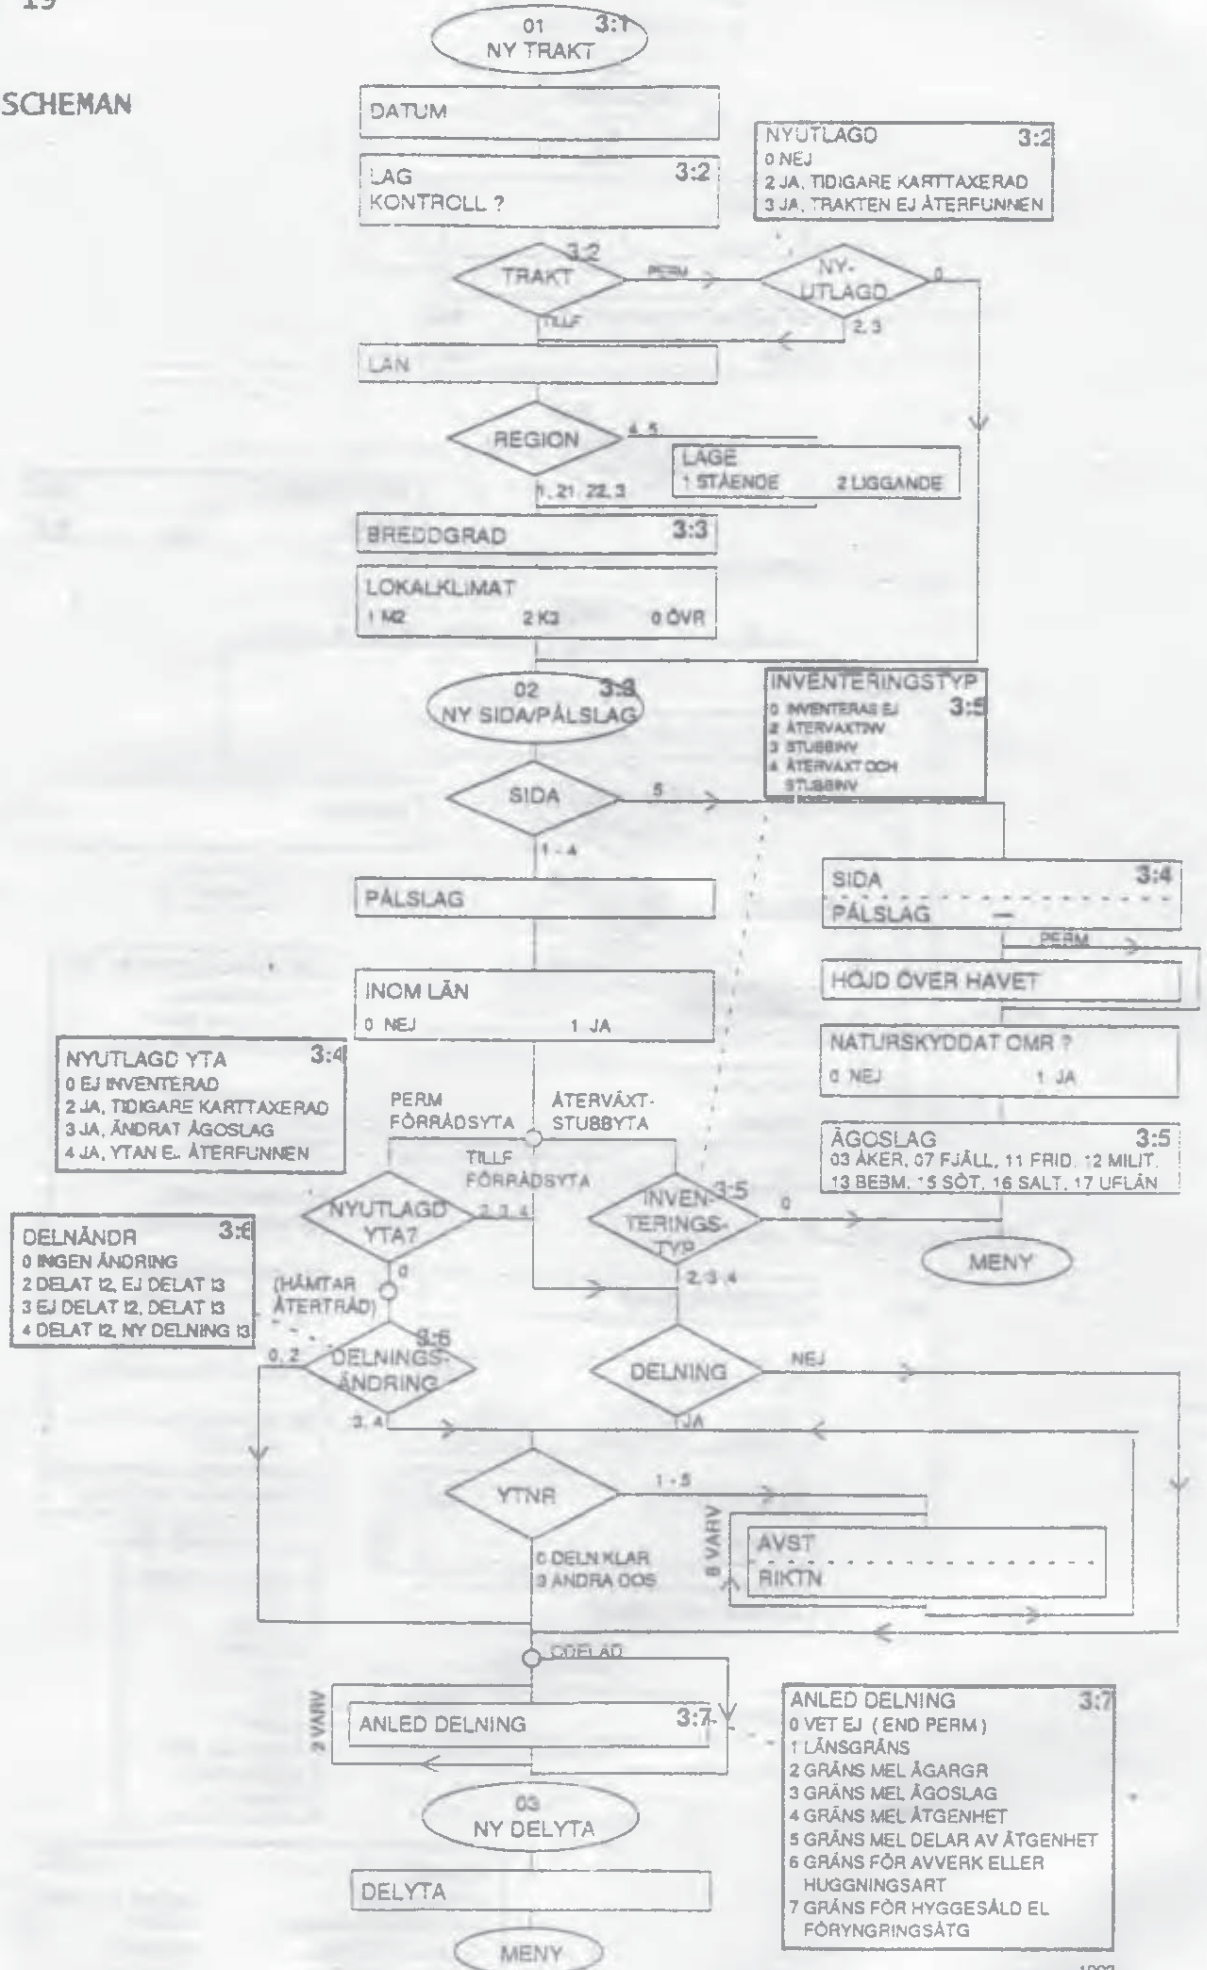 19
SCHEMAN
01 3:1
NY TRAKT
DATUM
LAG 3:2
KONTROLL ?
NYUTLAGD 3:2
0 NEJ
2 JA, TIDIGARE KARTTAXERAD
3 JA, TRAKTEN EJ ÅTERFUNNEN
3:2
TRAKT
PERM
NY-
UTLAGD
0
TILLF
2, 3
LÄN
REGION
4, 5
LÄGE
1 STÅENDE 2 LIGGANDE
1, 21, 22, 3
BREDDGRAD 3:3
LOKALKLIMAT
1 M2 2 K3 0 ÖVR
02 3:3
NY SIDA/PÅLSLAG
INVENTERINGSTYP
0 INVENTERAS EJ 3:5
2 ÅTERVÄXTINV
3 STUBBINV
4 ÅTERVÄXT OCH
STUBBINV
SIDA
5
1 - 4
PÅLSLAG
SIDA 3:4
PÅLSLAG —
PERM
HÖJD ÖVER HAVET
INOM LÄN
0 NEJ 1 JA
NATURSKYDDAT OMR ?
0 NEJ 1 JA
NYUTLAGD YTA 3:4
0 EJ INVENTERAD
2 JA, TIDIGARE KARTTAXERAD
3 JA, ÄNDRAT ÄGOSLAG
4 JA, YTAN EJ ÅTERFUNNEN
PERM
FÖRRÅDSYTA
ÅTERVÄXT-
STUBBYTA
TILLF
FÖRRÅDSYTA
ÄGOSLAG 3:5
03 ÅKER, 07 FJÄLL, 11 FRID, 12 MILIT,
13 BEBM, 15 SÖT, 16 SALT, 17 UFLÄN
NYUTLAGD
YTA?
2, 3, 4
3:5
INVEN-
TERINGS-
TYP
0
MENY
DELNÄNDR 3:6
0 INGEN ÄNDRING
2 DELAT I2, EJ DELAT I3
3 EJ DELAT I2, DELAT I3
4 DELAT I2, NY DELNING I3
0
(HÄMTAR
ÅTERTRÄD)
2, 3, 4
3:6
DELNINGS-
ÄNDRING
0, 2
DELNING
NEJ
3, 4
JA
YTNR
1 - 5
0 DELN KLAR
9 ÄNDRA DOS
8 VARV
AVST
RIKTN
ODELAD
2 VARV
ANLED DELNING 3:7
ANLED DELNING 3:7
0 VET EJ ( END PERM )
1 LÄNSGRÄNS
2 GRÄNS MEL ÄGARGR
3 GRÄNS MEL ÄGOSLAG
4 GRÄNS MEL ÅTGENHET
5 GRÄNS MEL DELAR AV ÅTGENHET
6 GRÄNS FÖR AVVERK ELLER
HUGGNINGSART
7 GRÄNS FÖR HYGGESÅLD EL
FÖRYNGRINGSÅTG
03
NY DELYTA
DELYTA
MENY